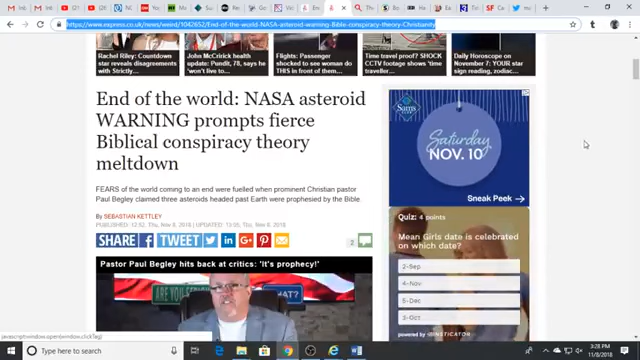 https://www.express.co.uk/news/weird/1042652/End-of-the-world-NASA-asteroid-warning-Bible-conspiracy-theory-Christianity
Rachel Riley: Countdown
star reveals disagreements
with Strictly...
John McCririck health
update: Pundit, 78, says
he 'won't live to...
Flights: Passenger
shocked to see woman do
THIS in front of them...
Time travel proof? SHOCK
CCTV footage shows 'time
traveller...
Daily Horoscope on
November 7: YOUR star
sign reading, zodiac...
End of the world: NASA asteroid
WARNING prompts fierce
Biblical conspiracy theory
meltdown
FEARS of the world coming to an end were fuelled when prominent Christian pastor
Paul Begley claimed three asteroids headed past Earth were prophesied by the Bible.
By SEBASTIAN KETTLEY
PUBLISHED: 12:52, Thu, Nov 8, 2018 | UPDATED: 13:05, Thu, Nov 8, 2018
SHARE
TWEET
2
Pastor Paul Begley hits back at critics: 'It's prophecy!'
ARE YOU
WHAT?
Sam's
Saturday
NOV. 10
Sneak Peek
Quiz: 4 points
Mean Girls date is celebrated
on which date?
2-Sep
4-Nov
5-Dec
3-Oct
powered by INSTICATOR
javascript:window.open(window.clickTag)
Type here to search
3:28 PM
11/8/2018